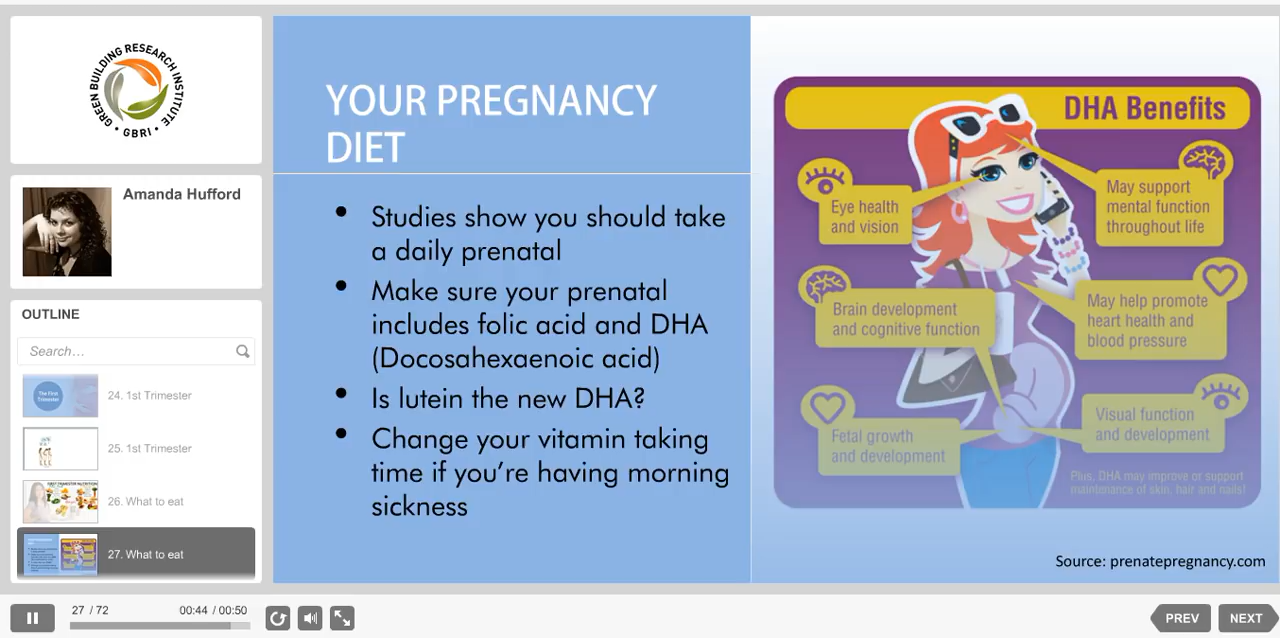 GREEN BUILDING RESEARCH INSTITUTE
• GBRI •
Amanda Hufford
OUTLINE
Search...
24. 1st Trimester
25. 1st Trimester
26. What to eat
27. What to eat
YOUR PREGNANCY
DIET
• Studies show you should take
a daily prenatal
• Make sure your prenatal
includes folic acid and DHA
(Docosahexaenoic acid)
• Is lutein the new DHA?
• Change your vitamin taking
time if you're having morning
sickness
DHA Benefits
Eye health
and vision
May support
mental function
throughout life
Brain development
and cognitive function
May help promote
heart health and
blood pressure
Fetal growth
and development
Visual function
and development
Plus, DHA may improve or support
maintenance of skin, hair and nails!
Source: prenatepregnancy.com
27 / 72
00:44 / 00:50
PREV
NEXT